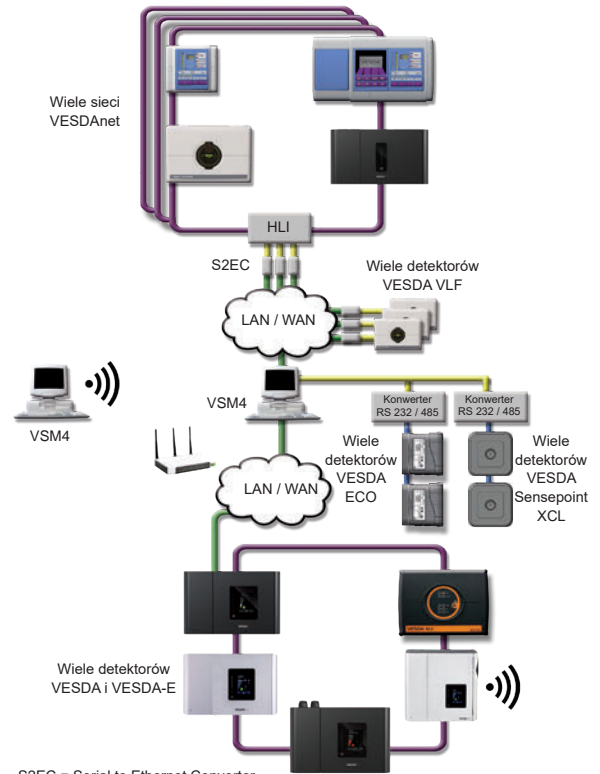 Wiele sieci
VESDAnet
HLI
S2EC
Wiele detektorów
VESDA VLF
LAN / WAN
VSM4
VSM4
Konwerter
RS 232 / 485
Konwerter
RS 232 / 485
Wiele
detektorów
VESDA
ECO
Wiele
detektorów
VESDA
Sensepoint
XCL
LAN / WAN
Wiele detektorów
VESDA i VESDA-E
S2EC = Serial to Ethernet Converter